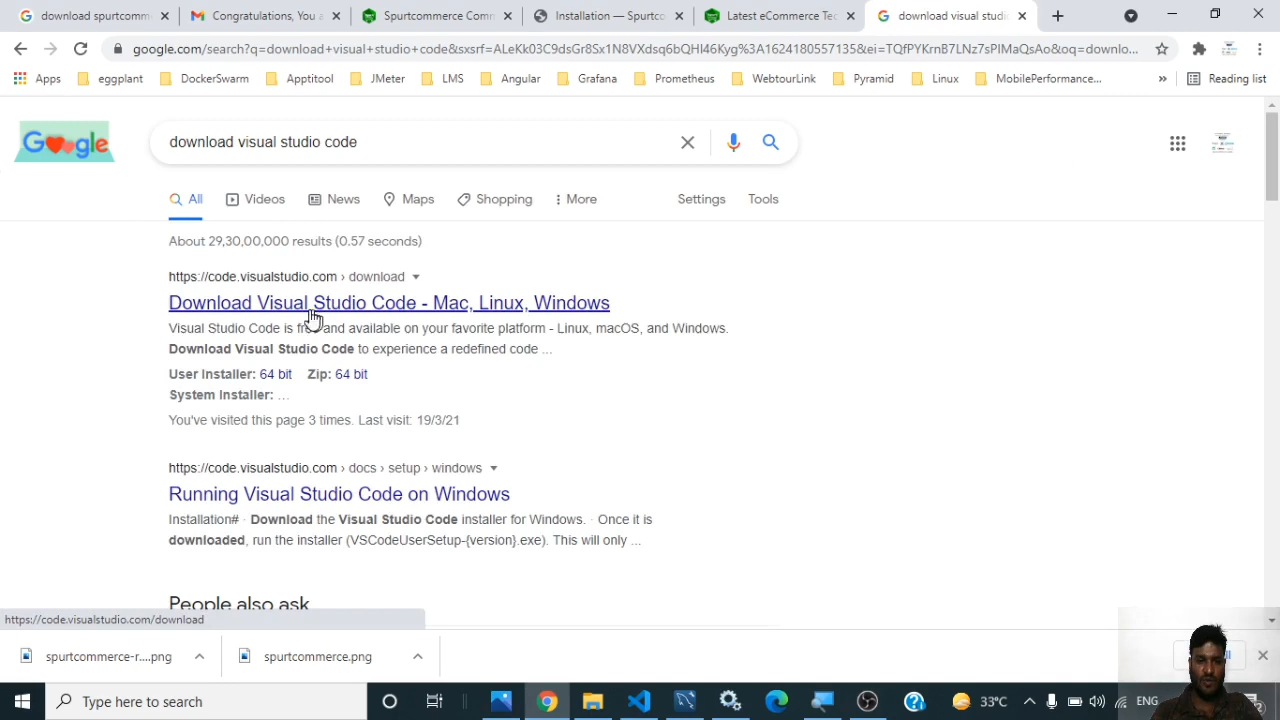 download spurtcomm
Congratulations, You a
Spurtcommerce Com
Installation — Spurtco
Latest eCommerce Tec
download visual studi
google.com/search?q=download+visual+studio+code&sxsrf=ALeKk03C9dsGr8Sx1N8VXdsq6bQHI46Kyg%3A1624180557135&ei=TQfPYKrnB7LNz7sPIMaQsAo&oq=downlo...
Apps
eggplant
DockerSwarm
Apptitool
JMeter
LMS
Angular
Grafana
Prometheus
WebtourLink
Pyramid
Linux
MobilePerformance...
»
Reading list
Google
download visual studio code
All
Videos
News
Maps
Shopping
More
Settings
Tools
About 29,30,00,000 results (0.57 seconds)
https://code.visualstudio.com › download
Download Visual Studio Code - Mac, Linux, Windows
Visual Studio Code is free and available on your favorite platform - Linux, macOS, and Windows.
Download Visual Studio Code to experience a redefined code ...
User Installer: 64 bit Zip: 64 bit
System Installer: ...
You've visited this page 3 times. Last visit: 19/3/21
https://code.visualstudio.com › docs › setup › windows
Running Visual Studio Code on Windows
Installation# · Download the Visual Studio Code installer for Windows. · Once it is
downloaded, run the installer (VSCodeUserSetup-{version}.exe). This will only ...
People also ask
https://code.visualstudio.com/download
spurtcommerce-r....png
spurtcommerce.png
Type here to search
33°C
ENG